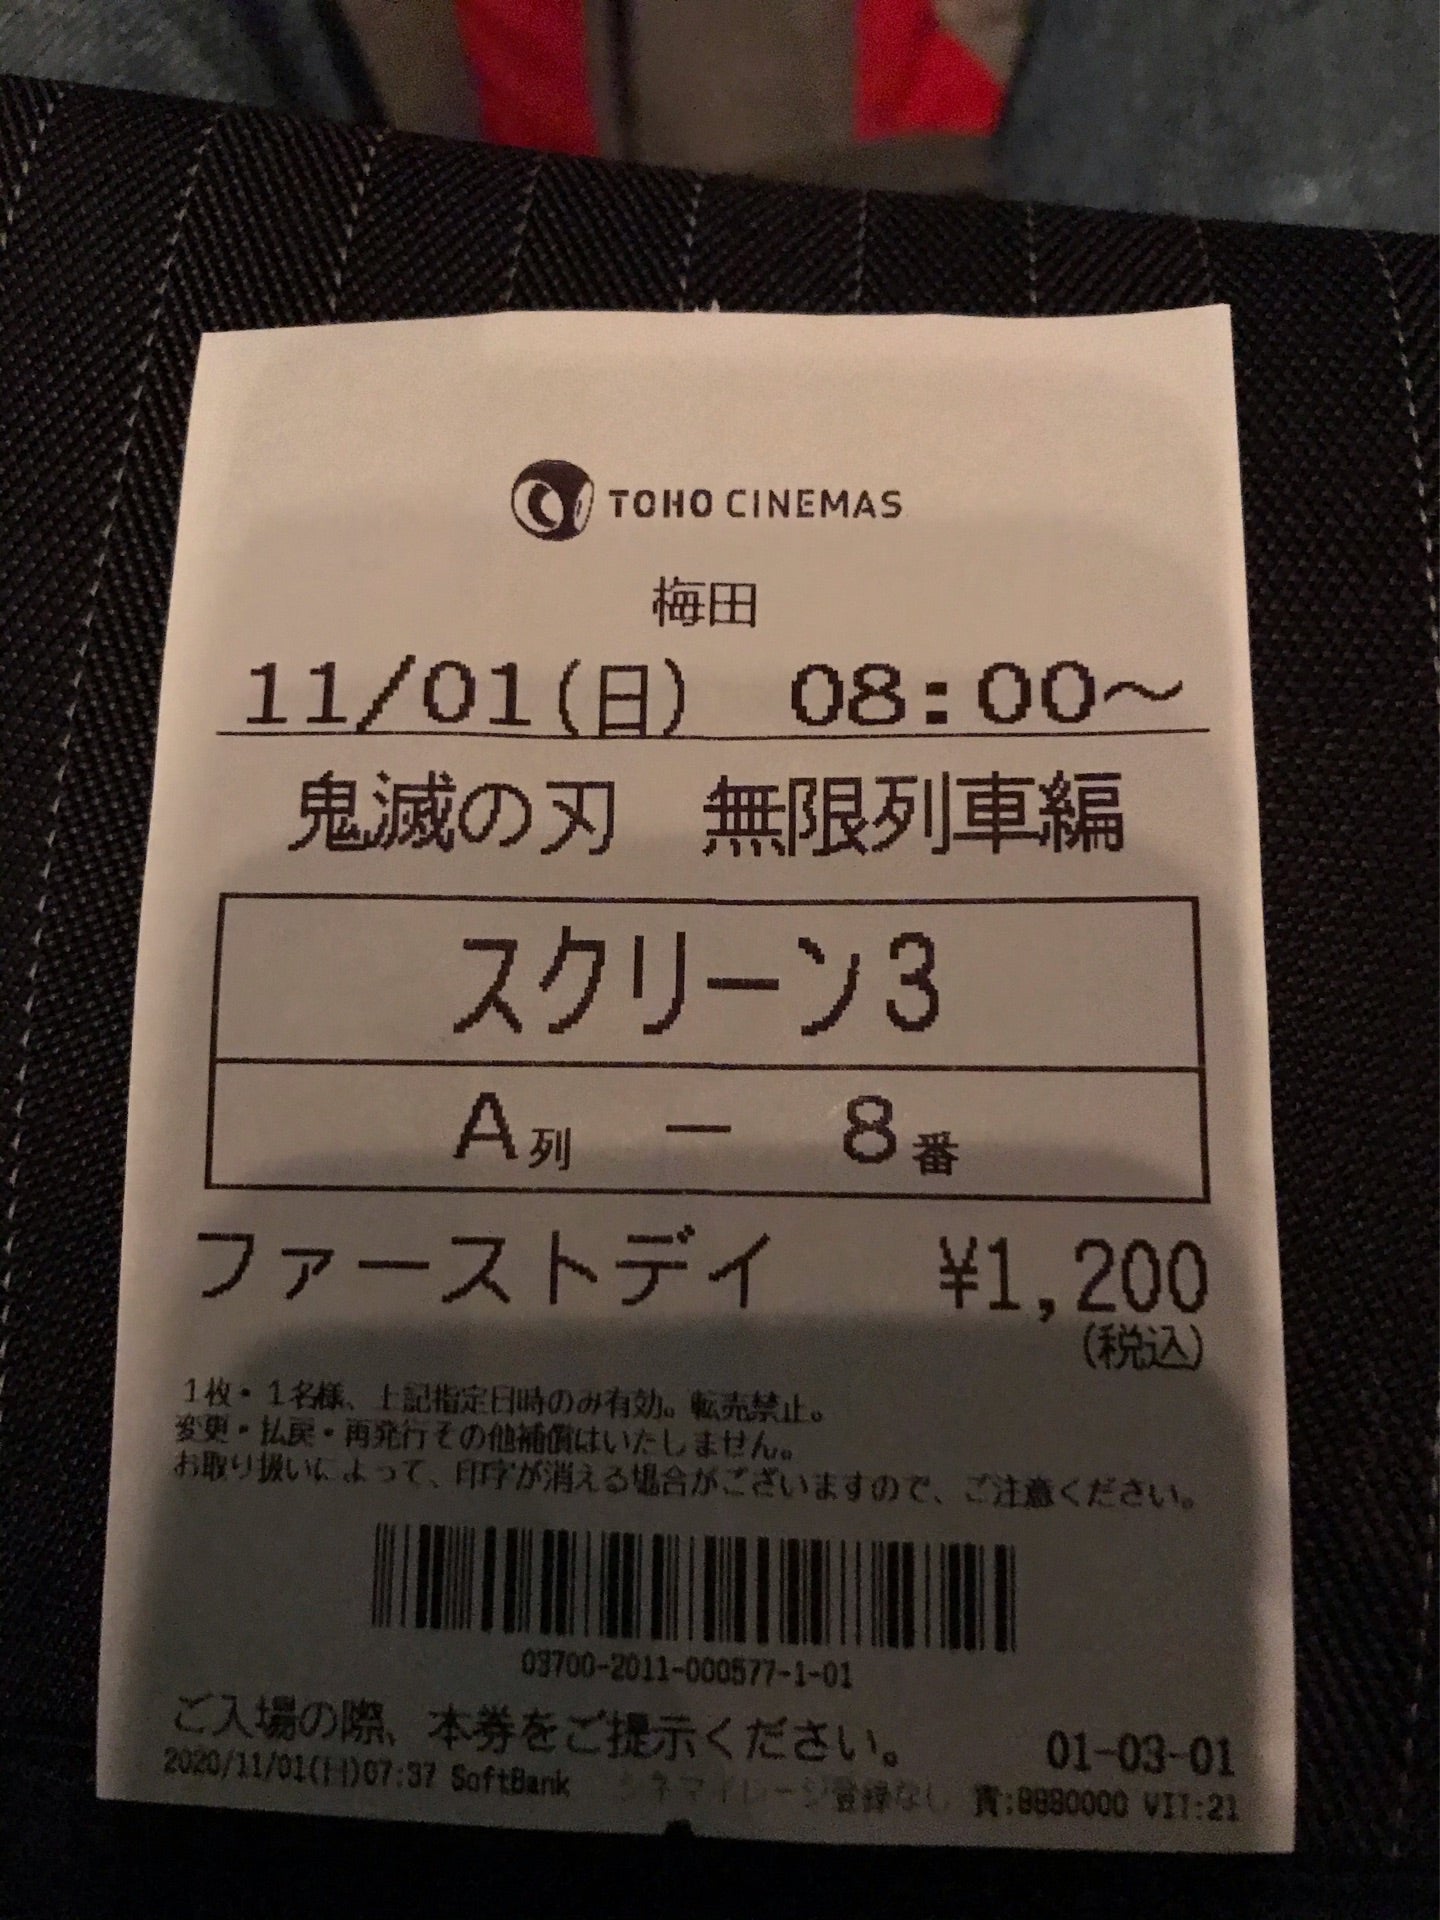 TOHO CINEMAS
梅田
11/01(日) 08:00～
鬼滅の刃 無限列車編
スクリーン3
A列 － 8番
ファーストデイ ¥1,200
(税込)
1枚・1名様、上記指定日時のみ有効。転売禁止。
変更・払戻・再発行その他補償はいたしません。
お取り扱いによって、印字が消える場合がございますので、ご注意ください。
03700-2011-000577-1-01
ご入場の際、本券をご提示ください。 01-03-01
2020/11/01(日)07:37 SoftBank シネマイレージ登録なし VIT:21